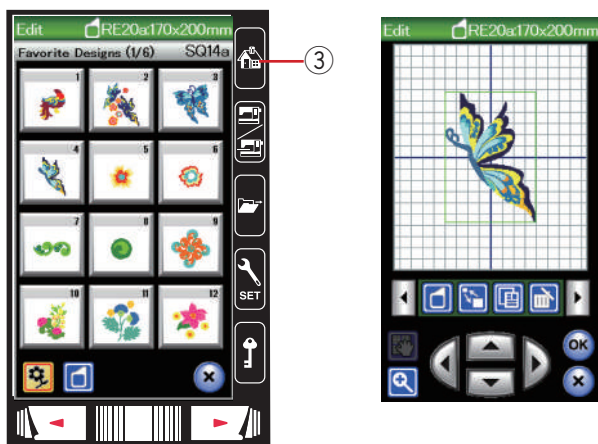 Edit RE20a:170x200mm
Favorite Designs (1/6) SQ14a
1 2 3
4 5 6
7 8 9
10 11 12
SET
③
Edit RE20a:170x200mm
OK